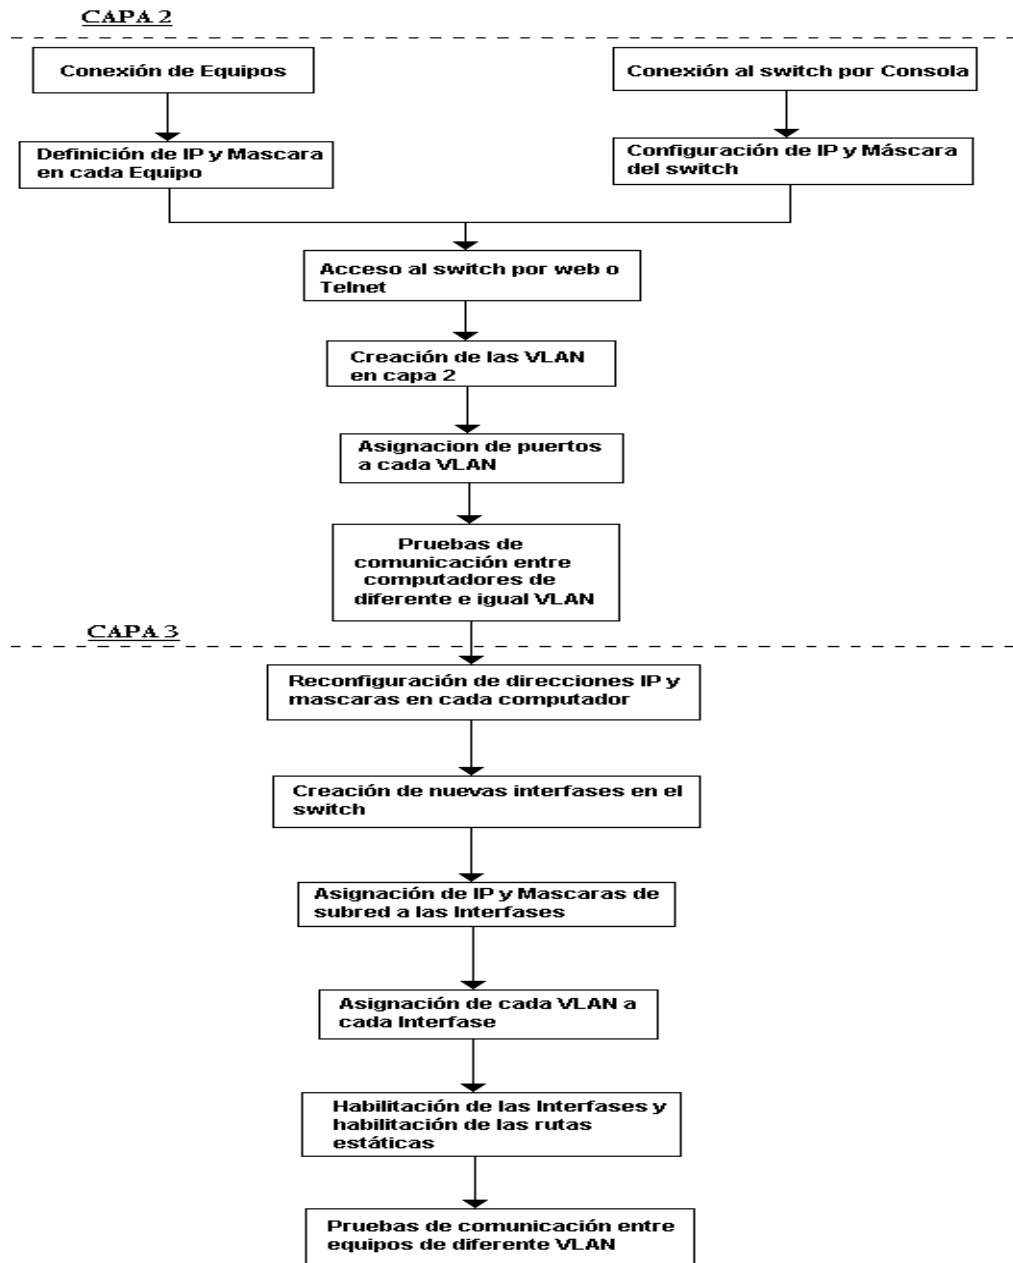 CAPA 2
Conexión de Equipos
Conexión al switch por Consola
Definición de IP y Mascara
en cada Equipo
Configuración de IP y Máscara
del switch
Acceso al switch por web o
Telnet
Creación de las VLAN
en capa 2
Asignacion de puertos
a cada VLAN
Pruebas de
comunicación entre
computadores de
diferente e igual VLAN
CAPA 3
Reconfiguración de direcciones IP y
mascaras en cada computador
Creación de nuevas interfases en el
switch
Asignación de IP y Mascaras de
subred a las Interfases
Asignación de cada VLAN a
cada Interfase
Habilitación de las Interfases y
habilitación de las rutas
estáticas
Pruebas de comunicación entre
equipos de diferente VLAN